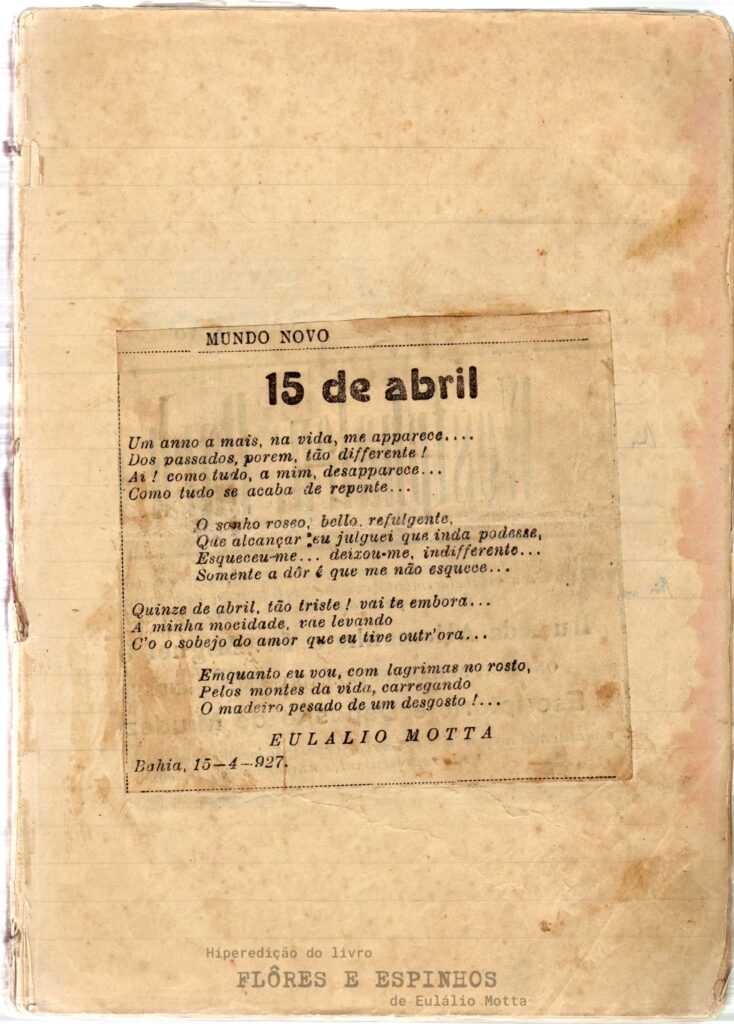 MUNDO NOVO
15 de abril
Um anno a mais, na vida, me apparece....
Dos passados, porem, tão differente !
Ai ! como tudo, a mim, desapparece...
Como tudo se acaba de repente...
O sonho roseo, bello, refulgente,
Que alcançar eu julguei que inda podesse,
Esqueceu-me... deixou-me, indifferente...
Somente a dôr é que me não esquece...
Quinze de abril, tão triste ! vai te embora...
A minha mocidade, vae levando
C'o o sobejo do amor que eu tive outr'ora...
Emquanto eu vou, com lagrimas no rosto,
Pelos montes da vida, carregando
O madeiro pesado de um desgosto !...
EULALIO MOTTA
Bahia, 15-4-927.
Hiperedição do livro
FLÔRES E ESPINHOS
de Eulálio Motta